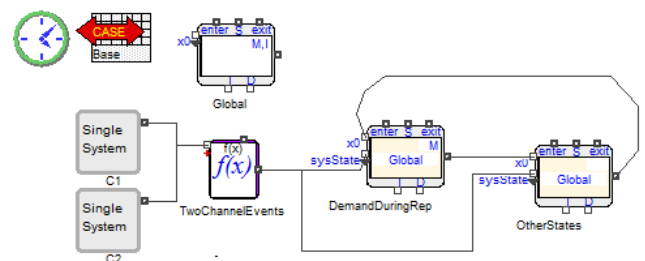 CASE
Base
enter S exit
x0
M,I
I D
Global
Single
System
C1
Single
System
C2
f(x)
f(x)
TwoChannelEvents
enter S exit
x0
M
sysState
Global
I D
DemandDuringRep
enter S exit
x0
sysState
Global
I D
OtherStates